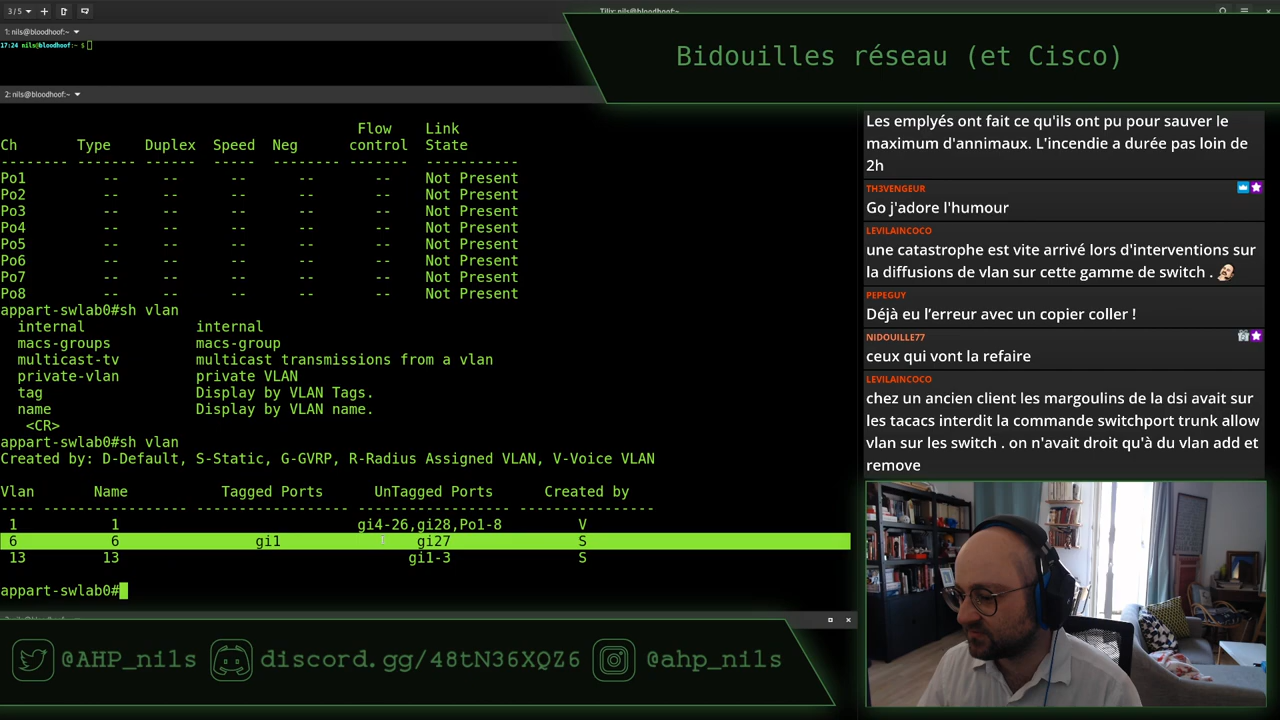 3 / 5
Tilix: nils@bloodhoof:~
1: nils@bloodhoof:~
17:24 nils@bloodhoof:~ $
2: nils@bloodhoof:~
Bidouilles réseau (et Cisco)
Flow Link
Ch Type Duplex Speed Neg control State
-------- ------- ------ ----- -------- ------- -----------
Po1 -- -- -- -- -- Not Present
Po2 -- -- -- -- -- Not Present
Po3 -- -- -- -- -- Not Present
Po4 -- -- -- -- -- Not Present
Po5 -- -- -- -- -- Not Present
Po6 -- -- -- -- -- Not Present
Po7 -- -- -- -- -- Not Present
Po8 -- -- -- -- -- Not Present
appart-swlab0#sh vlan
internal internal
macs-groups macs-group
multicast-tv multicast transmissions from a vlan
private-vlan private VLAN
tag Display by VLAN Tags.
name Display by VLAN name.
<CR>
appart-swlab0#sh vlan
Created by: D-Default, S-Static, G-GVRP, R-Radius Assigned VLAN, V-Voice VLAN
Vlan Name Tagged Ports UnTagged Ports Created by
---- ----------------- ------------------ ------------------ ----------------
1 1 gi4-26,gi28,Po1-8 V
6 6 gi1 gi27 S
13 13 gi1-3 S
appart-swlab0#
Les emplyés ont fait ce qu'ils ont pu pour sauver le
maximum d'annimaux. L'incendie a durée pas loin de
2h
TH3VENGEUR
Go j'adore l'humour
LEVILAINCOCO
une catastrophe est vite arrivé lors d'interventions sur
la diffusions de vlan sur cette gamme de switch .
PEPEGUY
Déjà eu l’erreur avec un copier coller !
NIDOUILLE77
ceux qui vont la refaire
LEVILAINCOCO
chez un ancien client les margoulins de la dsi avait sur
les tacacs interdit la commande switchport trunk allow
vlan sur les switch . on n'avait droit qu'à du vlan add et
remove
@AHP_nils
discord.gg/48tN36XQZ6
@ahp_nils